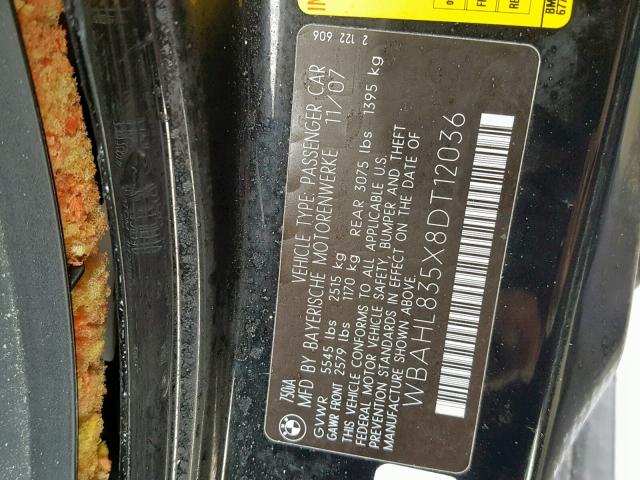 7508A
VEHICLE TYPE: PASSENGER CAR
MFD BY BAYERISCHE MOTORENWERKE 11/07
GVWR 5545 lbs 2515 kg
GAWR FRONT 2579 lbs 1170 kg REAR 3075 lbs 1395 kg
THIS VEHICLE CONFORMS TO ALL APPLICABLE U.S.
FEDERAL MOTOR VEHICLE SAFETY, BUMPER AND THEFT
PREVENTION STANDARDS IN EFFECT ON THE DATE OF
MANUFACTURE SHOWN ABOVE.
WBAHL835X8DT12036
2 122 606